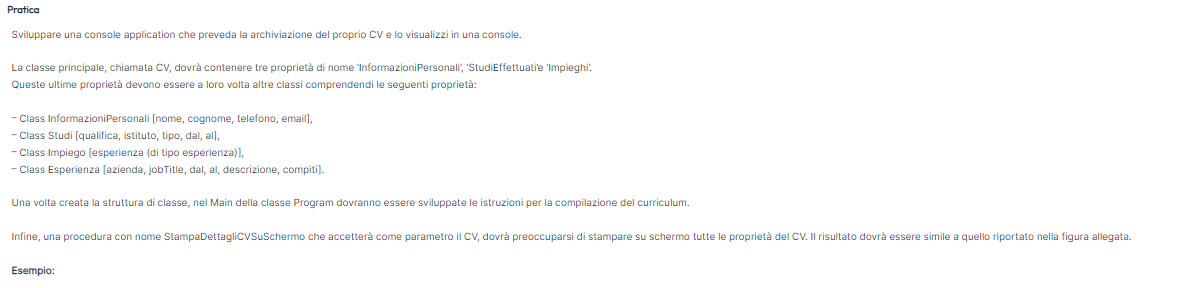 Pratica
Sviluppare una console application che preveda la archiviazione del proprio CV e lo visualizzi in una console.
La classe principale, chiamata CV, dovrà contenere tre proprietà di nome 'InformazioniPersonali', 'StudiEffettuati'e 'Impieghi'.
Queste ultime proprietà devono essere a loro volta altre classi comprendendi le seguenti proprietà:
– Class InformazioniPersonali [nome, cognome, telefono, email],
– Class Studi [qualifica, istituto, tipo, dal, al],
– Class Impiego [esperienza (di tipo esperienza)],
– Class Esperienza [azienda, jobTitle, dal, al, descrizione, compiti].
Una volta creata la struttura di classe, nel Main della classe Program dovranno essere sviluppate le istruzioni per la compilazione del curriculum.
Infine, una procedura con nome StampaDettagliCVSuSchermo che accetterà come parametro il CV, dovrà preoccuparsi di stampare su schermo tutte le proprietà del CV. Il risultato dovrà essere simile a quello riportato nella figura allegata.
Esempio: